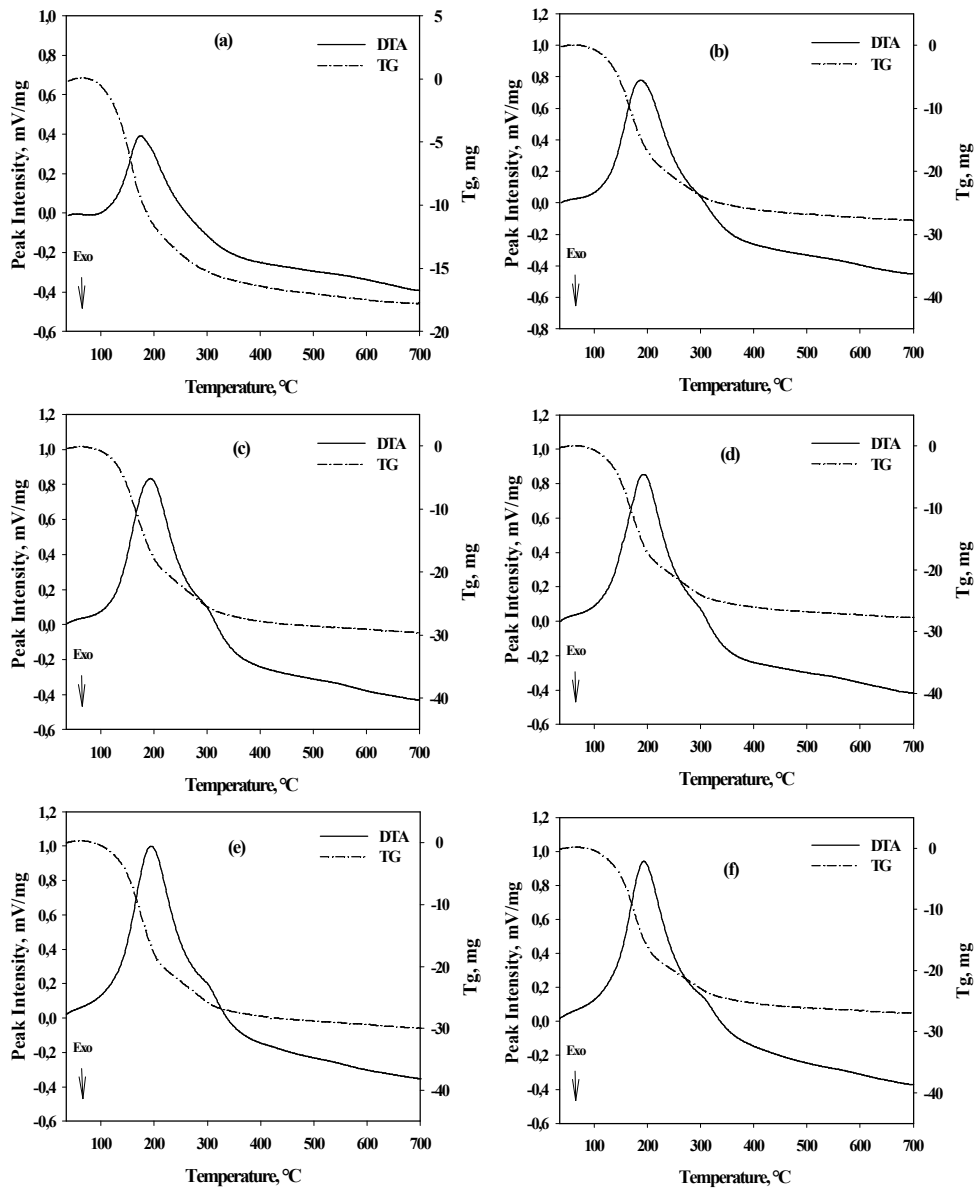 (a)
DTA
TG
1,0
0,8
0,6
0,4
0,2
0,0
-0,2
-0,4
-0,6
Peak Intensity, mV/mg
Exo
5
0
-5
-10
-15
-20
Tg, mg
100 200 300 400 500 600 700
Temperature, °C
(b)
DTA
TG
1,2
1,0
0,8
0,6
0,4
0,2
0,0
-0,2
-0,4
-0,6
-0,8
Peak Intensity, mV/mg
Exo
0
-10
-20
-30
-40
Tg, mg
100 200 300 400 500 600 700
Temperature, °C
(c)
DTA
TG
1,2
1,0
0,8
0,6
0,4
0,2
0,0
-0,2
-0,4
-0,6
Peak Intensity, mV/mg
Exo
0
-10
-20
-30
-40
Tg, mg
100 200 300 400 500 600 700
Temperature, °C
(d)
DTA
TG
1,2
1,0
0,8
0,6
0,4
0,2
0,0
-0,2
-0,4
-0,6
Peak Intensity, mV/mg
Exo
0
-10
-20
-30
-40
Tg, mg
100 200 300 400 500 600 700
Temperature, °C
(e)
DTA
TG
1,2
1,0
0,8
0,6
0,4
0,2
0,0
-0,2
-0,4
-0,6
Peak Intensity, mV/mg
Exo
0
-10
-20
-30
-40
Tg, mg
100 200 300 400 500 600 700
Temperature, °C
(f)
DTA
TG
1,2
1,0
0,8
0,6
0,4
0,2
0,0
-0,2
-0,4
-0,6
Peak Intensity, mV/mg
Exo
0
-10
-20
-30
-40
Tg, mg
100 200 300 400 500 600 700
Temperature, °C